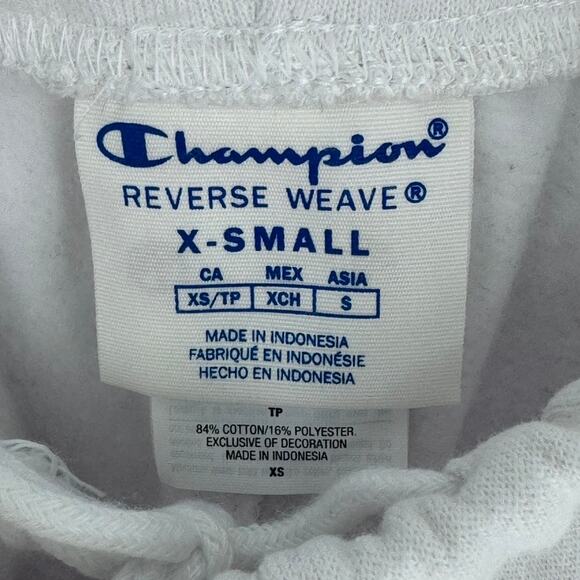 Champion®
REVERSE WEAVE®
X-SMALL
CA MEX ASIA
XS/TP XCH S
MADE IN INDONESIA
FABRIQUÉ EN INDONÉSIE
HECHO EN INDONESIA
TP
84% COTTON/16% POLYESTER.
EXCLUSIVE OF DECORATION
MADE IN INDONESIA
XS